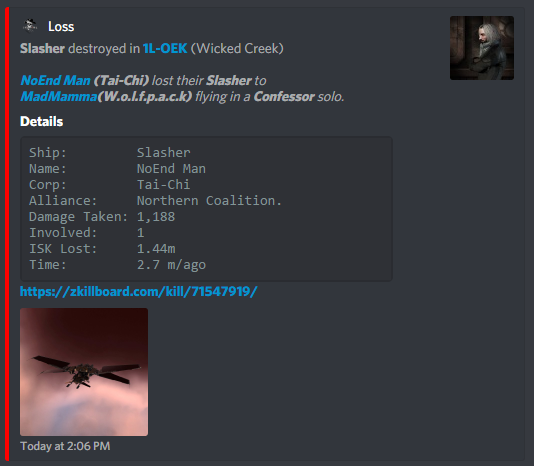 Loss
Slasher destroyed in 1L-OEK (Wicked Creek)
NoEnd Man (Tai-Chi) lost their Slasher to
MadMamma(W.o.l.f.p.a.c.k) flying in a Confessor solo.
Details
Ship: Slasher
Name: NoEnd Man
Corp: Tai-Chi
Alliance: Northern Coalition.
Damage Taken: 1,188
Involved: 1
ISK Lost: 1.44m
Time: 2.7 m/ago
https://zkillboard.com/kill/71547919/
Today at 2:06 PM